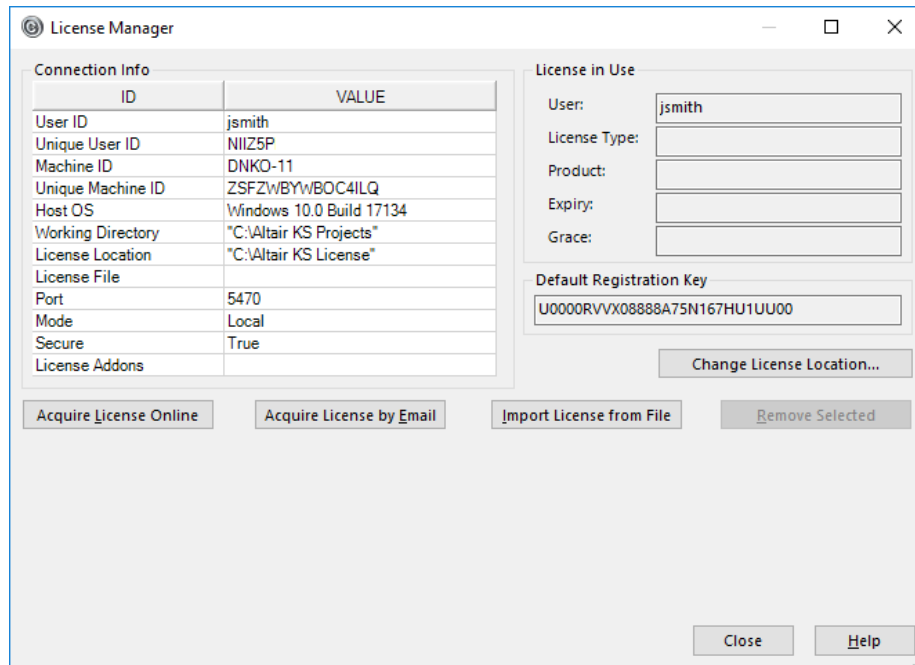 License Manager
Connection Info
ID VALUE
User ID jsmith
Unique User ID NIIZ5P
Machine ID DNKO-11
Unique Machine ID ZSFZWBYWBOC4ILQ
Host OS Windows 10.0 Build 17134
Working Directory "C:\Altair KS Projects"
License Location "C:\Altair KS License"
License File
Port 5470
Mode Local
Secure True
License Addons
License in Use
User: jsmith
License Type:
Product:
Expiry:
Grace:
Default Registration Key
U0000RVVX08888A75N167HU1UU00
Change License Location...
Acquire License Online
Acquire License by Email
Import License from File
Remove Selected
Close
Help